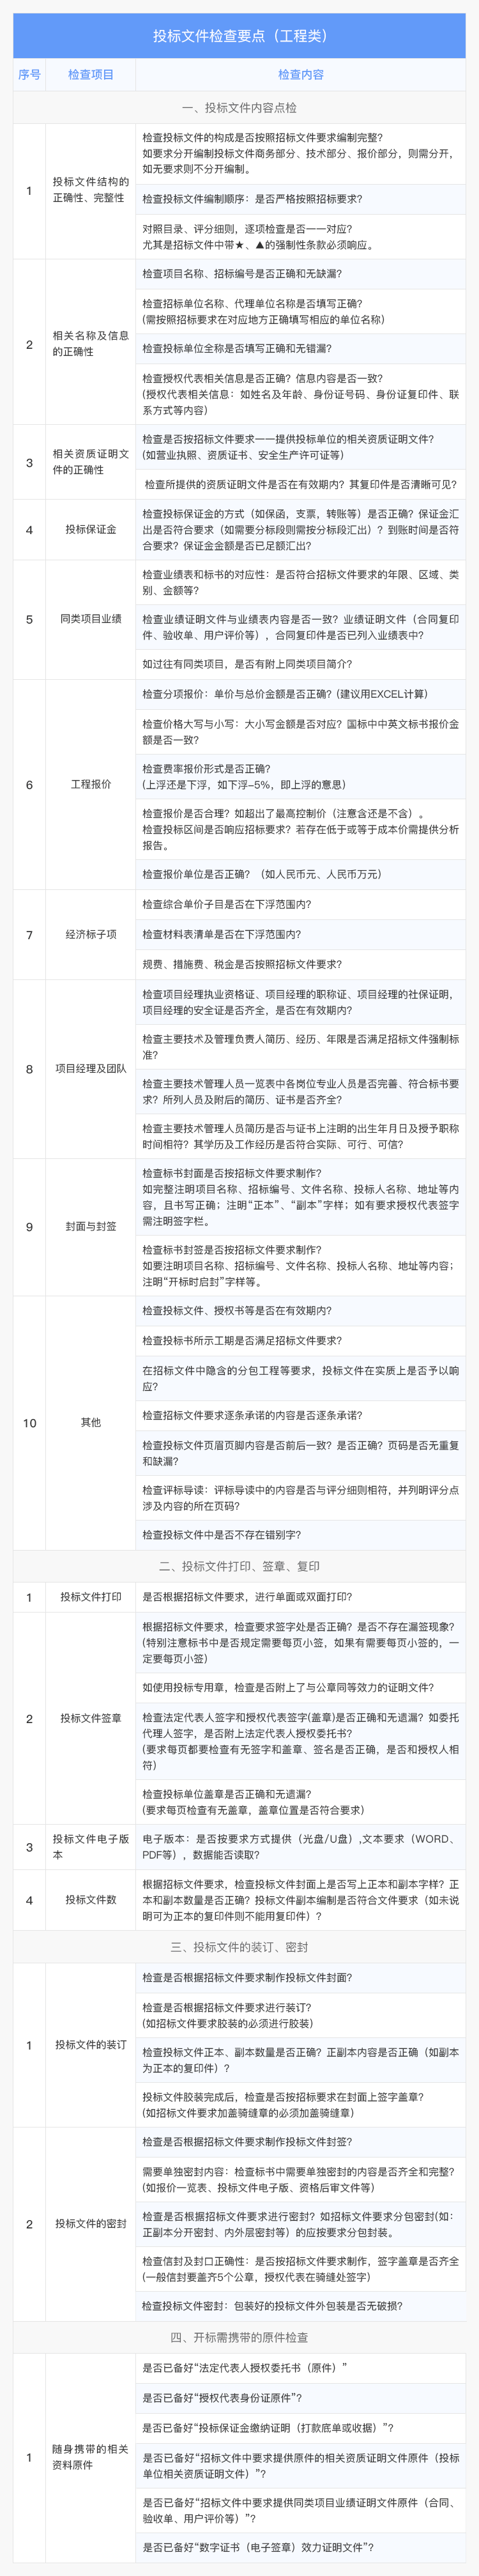 投标文件检查要点（工程类）
序号 检查项目 检查内容
一、投标文件内容点检
1
投标文件结构的
正确性、完整性
检查投标文件的构成是否按照招标文件要求编制完整？
如要求分开编制投标文件商务部分、技术部分、报价部分，则需分开，
如无要求则不分开编制。
检查投标文件编制顺序：是否严格按照招标要求？
对照目录、评分细则，逐项检查是否一一对应？
尤其是招标文件中带★、▲的强制性条款必须响应。
2
相关名称及信息
的正确性
检查项目名称、招标编号是否正确和无缺漏？
检查招标单位名称、代理单位名称是否填写正确？
(需按照招标要求在对应地方正确填写相应的单位名称)
检查投标单位全称是否填写正确和无错漏？
检查授权代表相关信息是否正确？信息内容是否一致？
(授权代表相关信息：如姓名及年龄、身份证号码、身份证复印件、联
系方式等内容)
3
相关资质证明文
件的正确性
检查是否按招标文件要求一一提供投标单位的相关资质证明文件？
(如营业执照、资质证书、安全生产许可证等)
检查所提供的资质证明文件是否在有效期内？其复印件是否清晰可见？
4
投标保证金
检查投标保证金的方式（如保函，支票，转账等）是否正确？保证金汇
出是否符合要求（如需要分标段则需按分标段汇出）？到账时间是否符
合要求？保证金金额是否已足额汇出？
5
同类项目业绩
检查业绩表和标书的对应性：是否符合招标文件要求的年限、区域、类
别、金额等？
检查业绩证明文件与业绩表内容是否一致？业绩证明文件（合同复印
件、验收单、用户评价等），合同复印件是否已列入业绩表中？
如过往有同类项目，是否有附上同类项目简介？
6
工程报价
检查分项报价：单价与总价金额是否正确？(建议用EXCEL计算)
检查价格大写与小写：大小写金额是否对应？国标中中英文标书报价金
额是否一致？
检查费率报价形式是否正确？
(上浮还是下浮，如下浮-5%，即上浮的意思)
检查报价是否合理？如超出了最高控制价（注意含还是不含）。
检查投标区间是否响应招标要求？若存在低于或等于成本价需提供分析
报告。
检查报价单位是否正确？（如人民币元、人民币万元）
7
经济标子项
检查综合单价子目是否在下浮范围内？
检查材料表清单是否在下浮范围内？
规费、措施费、税金是否按照招标文件要求？
8
项目经理及团队
检查项目经理执业资格证、项目经理的职称证、项目经理的社保证明，
项目经理的安全证是否齐全，是否在有效期内？
检查主要技术及管理负责人简历、经历、年限是否满足招标文件强制标
准？
检查主要技术管理人员一览表中各岗位专业人员是否完善、符合标书要
求？所列人员及附后的简历、证书是否齐全？
检查主要技术管理人员简历是否与证书上注明的出生年月日及授予职称
时间相符？其学历及工作经历是否符合实际、可行、可信？
9
封面与封签
检查标书封面是否按招标文件要求制作？
如完整注明项目名称、招标编号、文件名称、投标人名称、地址等内
容，且书写正确；注明“正本”、“副本”字样；如有要求授权代表签字
需注明签字栏。
检查标书封签是否按招标文件要求制作？
如要注明项目名称、招标编号、文件名称、投标人名称、地址等内容；
注明“开标时启封”字样等。
10
其他
检查投标文件、授权书等是否在有效期内？
检查投标书所示工期是否满足招标文件要求？
在招标文件中隐含的分包工程等要求，投标文件在实质上是否予以响
应？
检查招标文件要求逐条承诺的内容是否逐条承诺？
检查投标文件页眉页脚内容是否前后一致？是否正确？页码是否无重复
和缺漏？
检查评标导读：评标导读中的内容是否与评分细则相符，并列明评分点
涉及内容的所在页码？
检查投标文件中是否不存在错别字？
二、投标文件打印、签章、复印
1
投标文件打印
是否根据招标文件要求，进行单面或双面打印？
2
投标文件签章
根据招标文件要求，检查要求签字处是否正确？是否不存在漏签现象？
(特别注意标书中是否规定需要每页小签，如果有需要每页小签的，一
定要每页小签)
如使用投标专用章，检查是否附上了与公章同等效力的证明文件？
检查法定代表人签字和授权代表签字(盖章)是否正确和无遗漏？如委托
代理人签字，是否附上法定代表人授权委托书？
(要求每页都要检查有无签字和盖章、签名是否正确，是否和授权人相
符)
检查投标单位盖章是否正确和无遗漏？
(要求每页检查有无盖章，盖章位置是否符合要求)
3
投标文件电子版
本
电子版本：是否按要求方式提供（光盘/U盘）,文本要求（WORD、
PDF等），数据能否读取？
4
投标文件数
根据招标文件要求，检查投标文件封面上是否写上正本和副本字样？正
本和副本数量是否正确？投标文件副本编制是否符合文件要求（如未说
明可为正本的复印件则不能用复印件）？
三、投标文件的装订、密封
1
投标文件的装订
检查是否根据招标文件要求制作投标文件封面？
检查是否根据招标文件要求进行装订？
(如招标文件要求胶装的必须进行胶装)
检查投标文件正本、副本数量是否正确？正副本内容是否正确（如副本
为正本的复印件）？
投标文件胶装完成后，检查是否按招标要求在封面上签字盖章？
(如招标文件要求加盖骑缝章的必须加盖骑缝章)
2
投标文件的密封
检查是否根据招标文件要求制作投标文件封签？
需要单独密封内容：检查标书中需要单独密封的内容是否齐全和完整？
(如报价一览表、投标文件电子版、资格后审文件等)
检查是否根据招标文件要求进行密封？如招标文件要求分包密封(如：
正副本分开密封、内外层密封等）的应按要求分包封装。
检查信封及封口正确性：是否按招标文件要求制作，签字盖章是否齐全
(一般信封要盖齐5个公章，授权代表在骑缝处签字)
检查投标文件密封：包装好的投标文件外包装是否无破损？
四、开标需携带的原件检查
1
随身携带的相关
资料原件
是否已备好“法定代表人授权委托书（原件）”
是否已备好“授权代表身份证原件”？
是否已备好“投标保证金缴纳证明（打款底单或收据）”？
是否已备好“招标文件中要求提供原件的相关资质证明文件原件（投标
单位相关资质证明文件）”？
是否已备好“招标文件中要求提供同类项目业绩证明文件原件（合同、
验收单、用户评价等）”？
是否已备好“数字证书（电子签章）效力证明文件”？